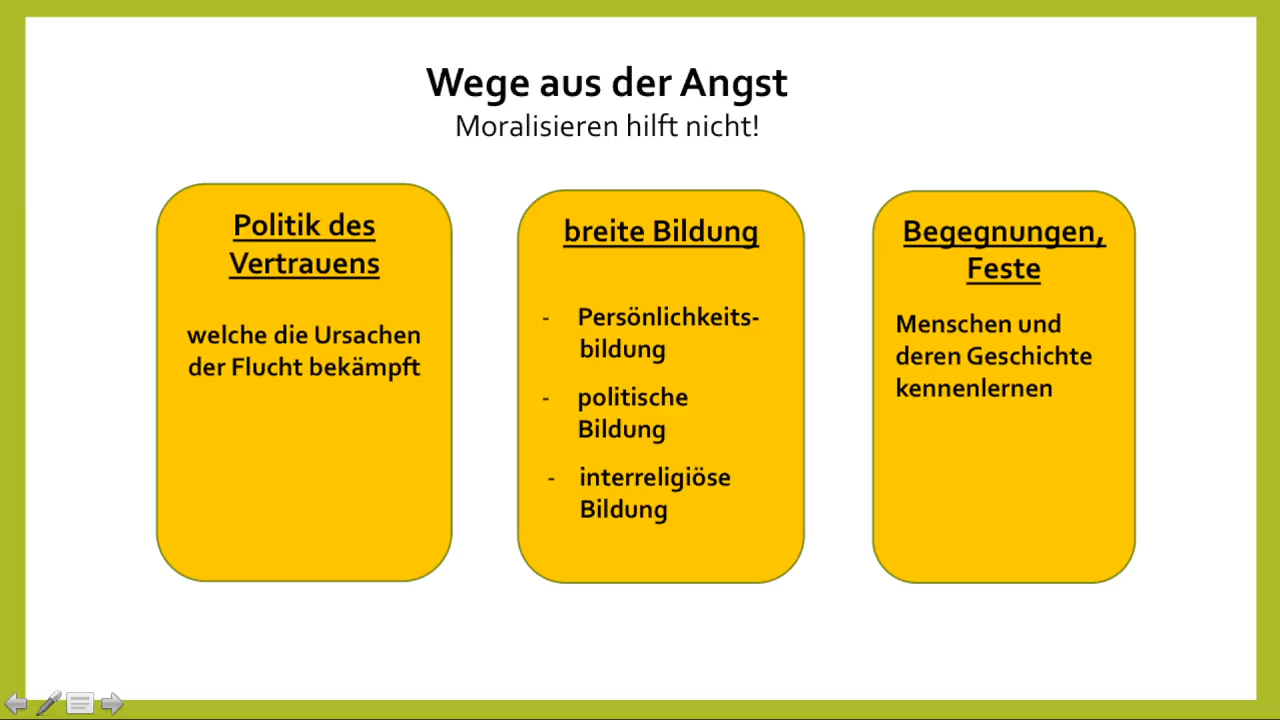 Wege aus der Angst
Moralisieren hilft nicht!
Politik des
Vertrauens
welche die Ursachen
der Flucht bekämpft
breite Bildung
- Persönlichkeits-
bildung
- politische
Bildung
- interreligiöse
Bildung
Begegnungen,
Feste
Menschen und
deren Geschichte
kennenlernen